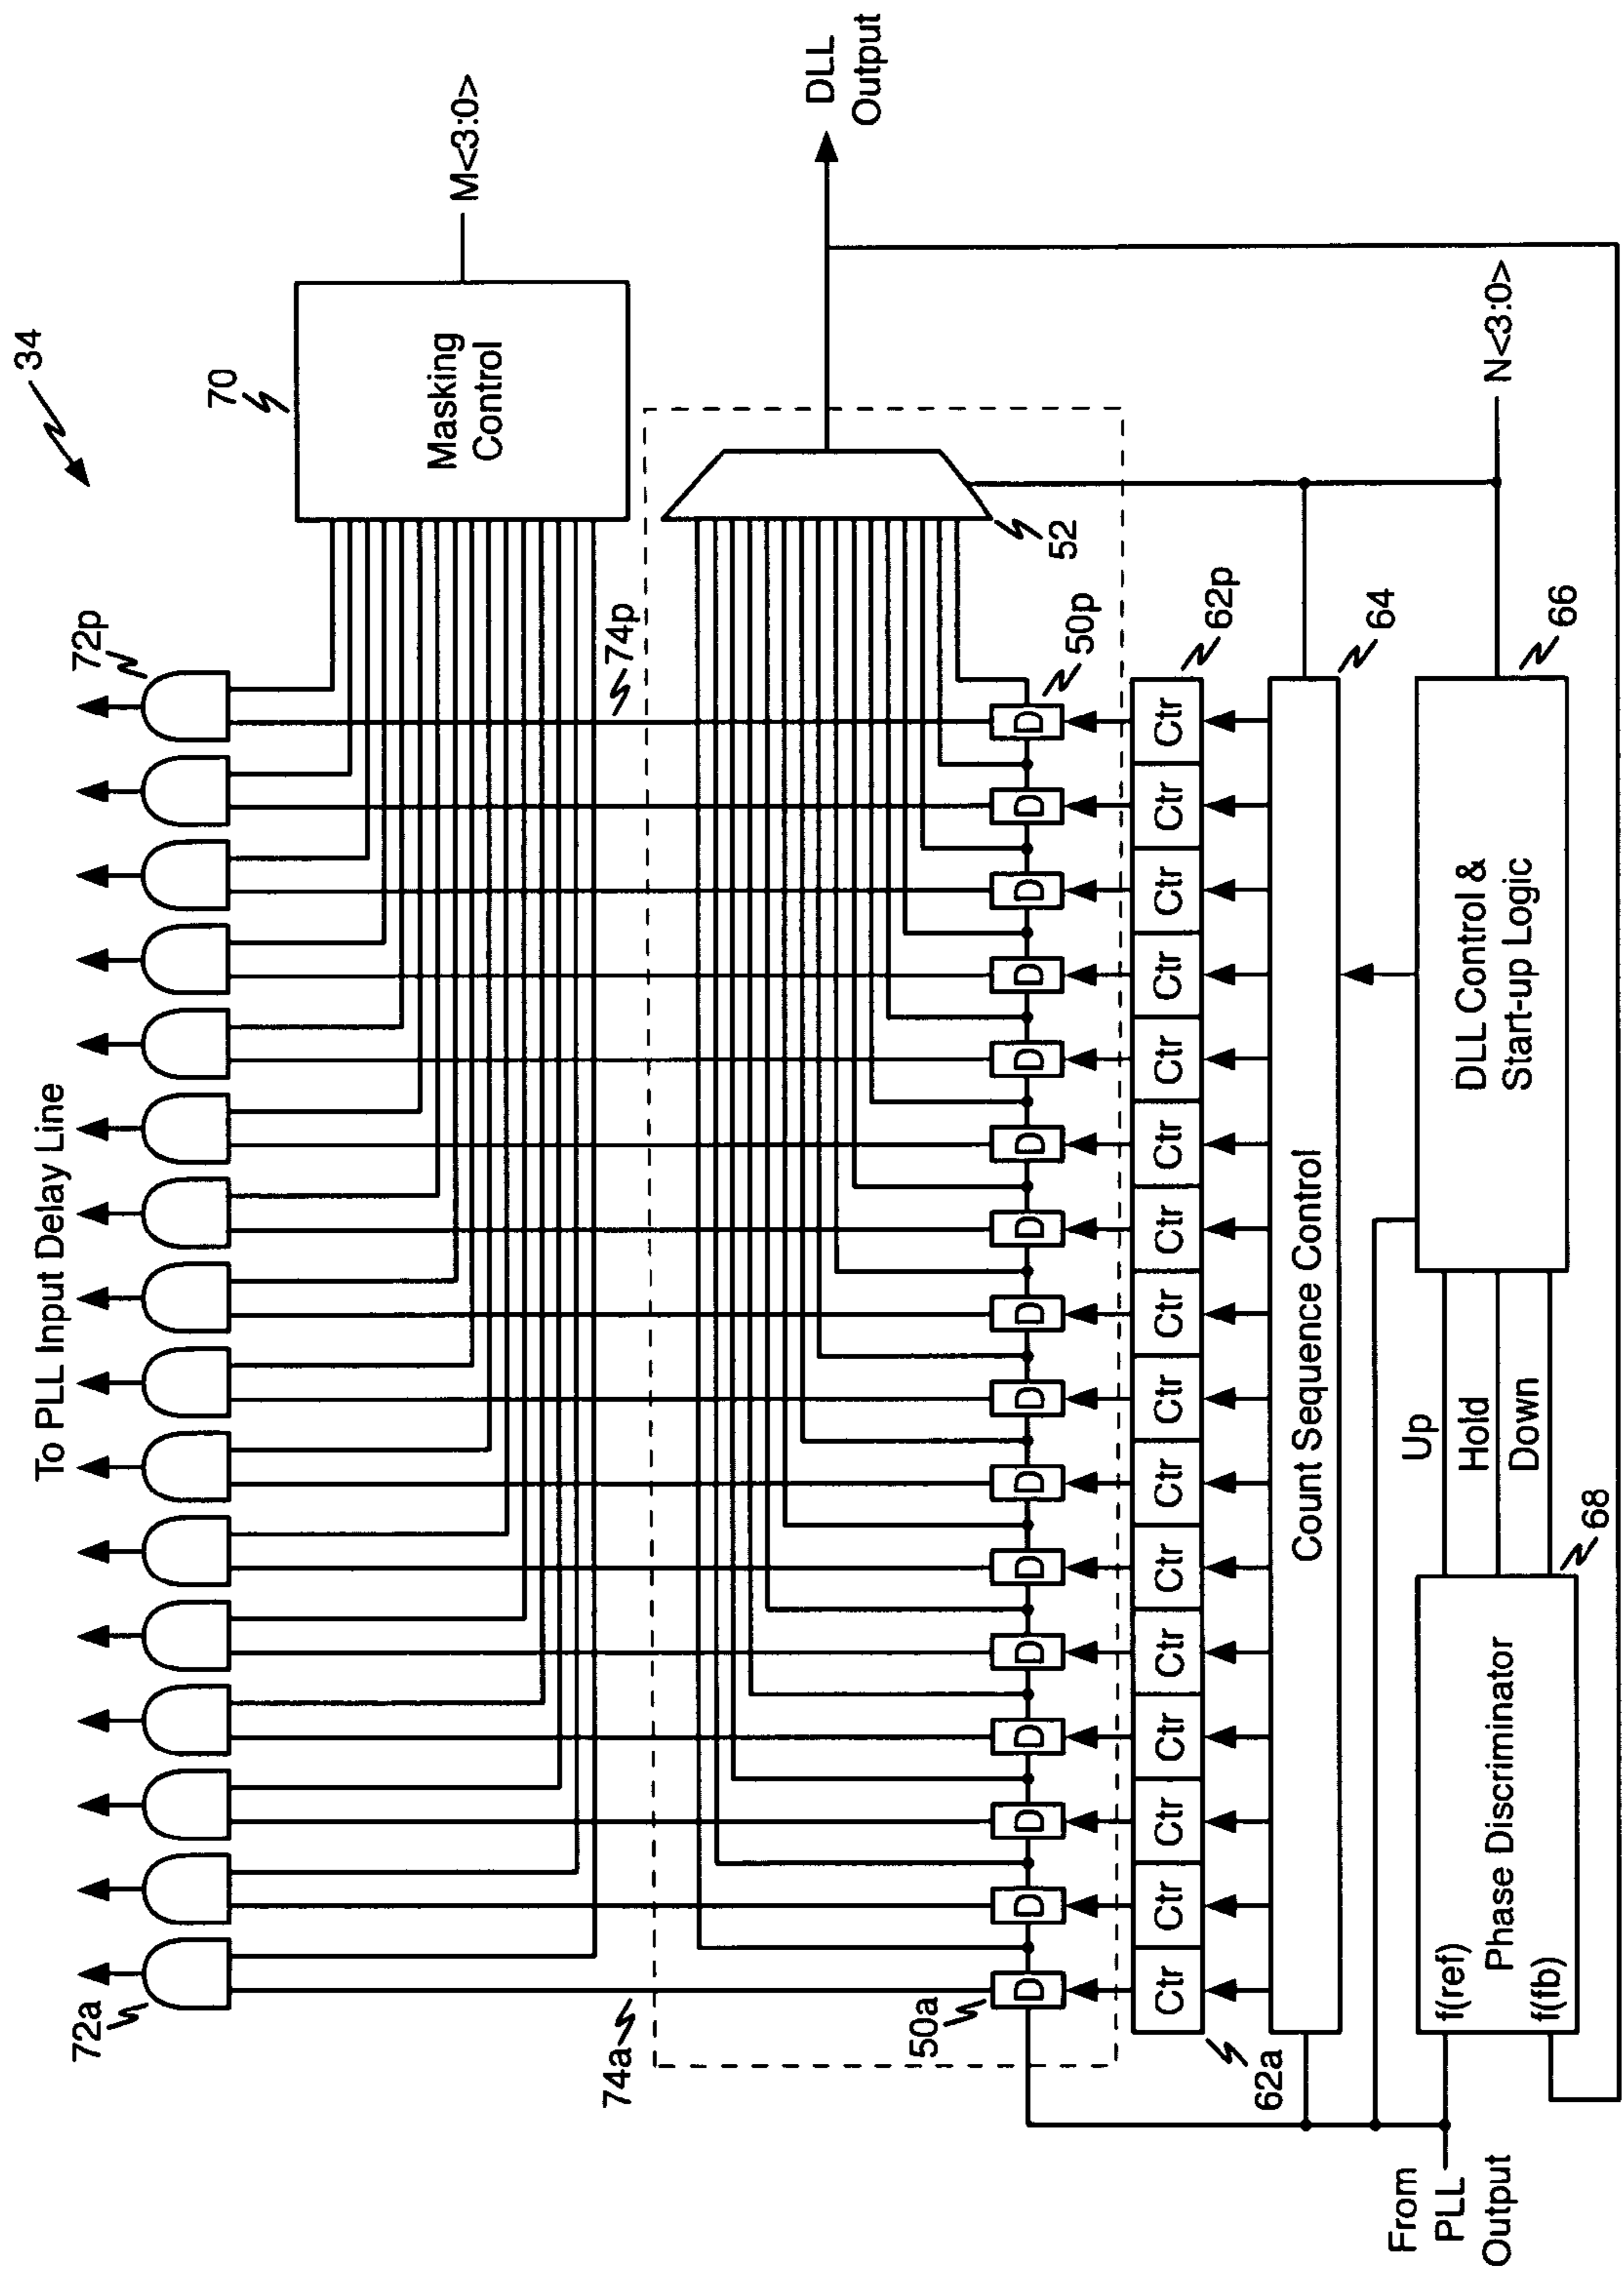 34
To PLL Input Delay Line
72a
72p
70
Masking
Control
M<3:0>
74a
74p
52
DLL
Output
50a
D D D D D D D D D D D D D D D D
50p
62a
Ctr Ctr Ctr Ctr Ctr Ctr Ctr Ctr Ctr Ctr Ctr Ctr Ctr Ctr Ctr Ctr
62p
Count Sequence Control
64
From
PLL
Output
f(ref)
Phase Discriminator
f(fb)
68
Up
Hold
Down
DLL Control &
Start-up Logic
66
N<3:0>